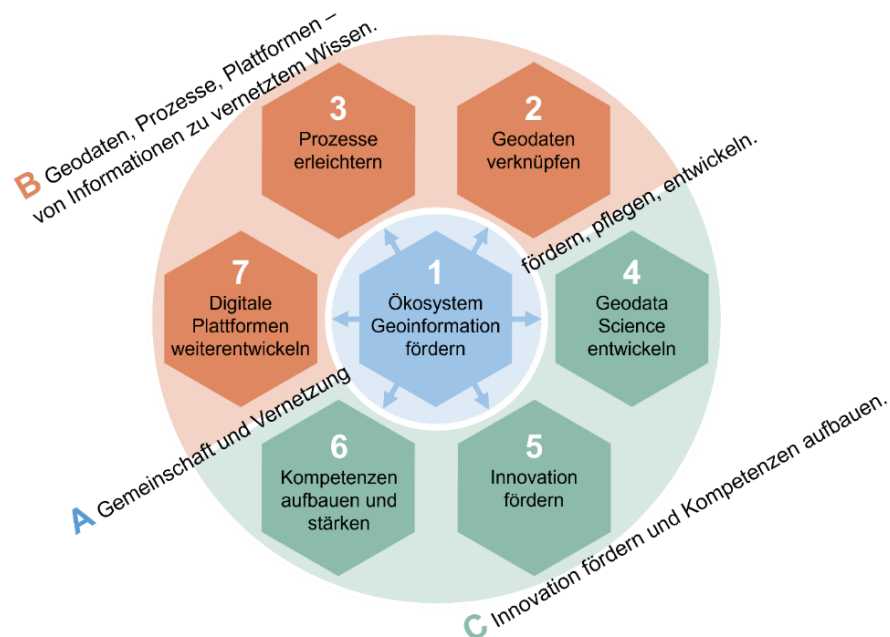 B Geodaten, Prozesse, Plattformen –
von Informationen zu vernetztem Wissen.
3
Prozesse
erleichtern
2
Geodaten
verknüpfen
7
Digitale
Plattformen
weiterentwickeln
1
Ökosystem
Geoinformation
fördern
4
Geodata
Science
entwickeln
6
Kompetenzen
aufbauen und
stärken
5
Innovation
fördern
A Gemeinschaft und Vernetzung
fördern, pflegen, entwickeln.
C Innovation fördern und Kompetenzen aufbauen.